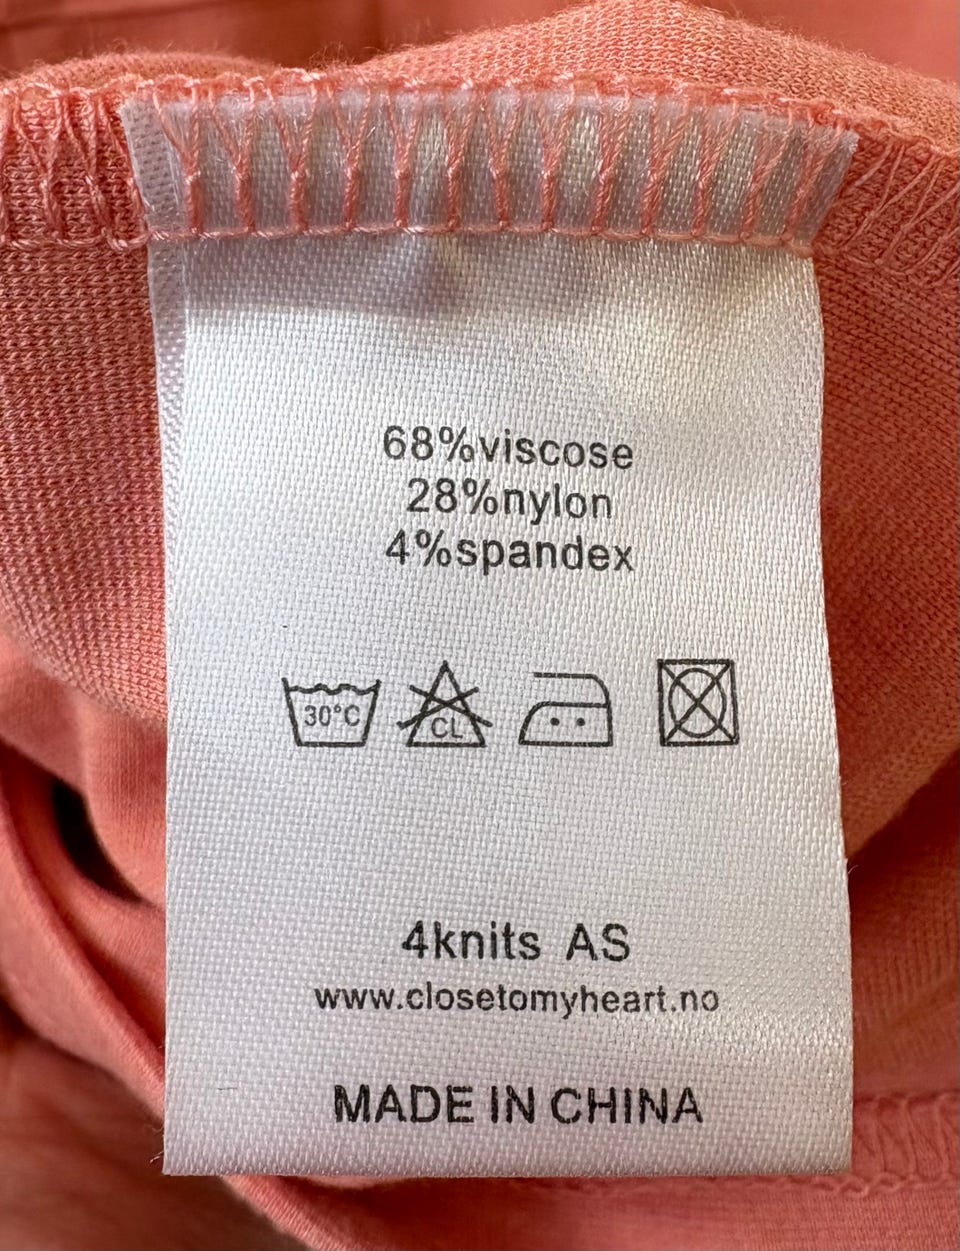 68%viscose
28%nylon
4%spandex
30°C CL
4knits AS
www.closetomyheart.no
MADE IN CHINA